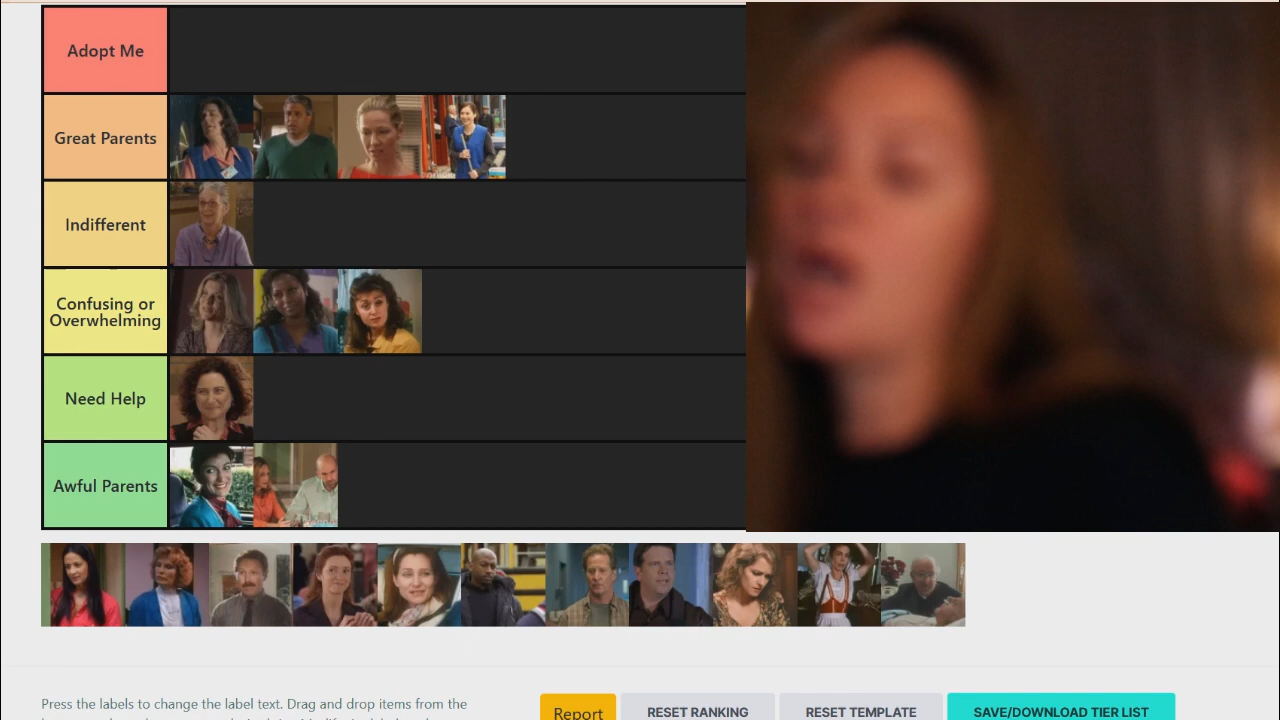 Adopt Me
Great Parents
Indifferent
Confusing or
Overwhelming
Need Help
Awful Parents
Press the labels to change the label text. Drag and drop items from the
Report
RESET RANKING
RESET TEMPLATE
SAVE/DOWNLOAD TIER LIST